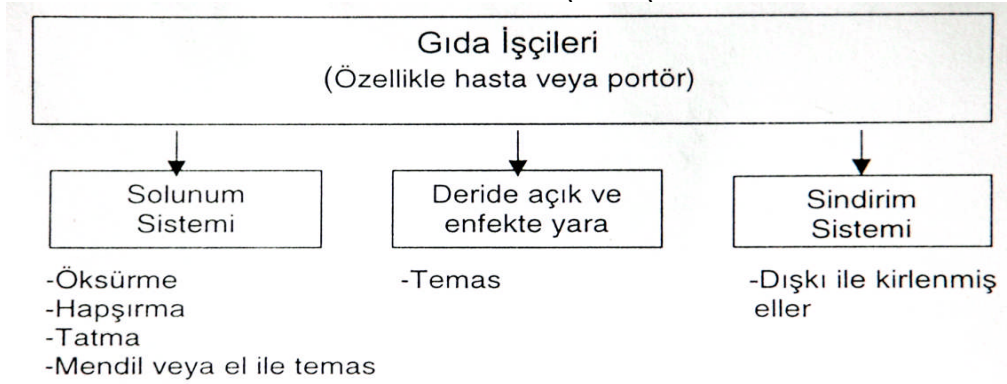 Gıda İşçileri
(Özellikle hasta veya portör)
Solunum
Sistemi
-Öksürme
-Hapşırma
-Tatma
-Mendil veya el ile temas
Deride açık ve
enfekte yara
-Temas
Sindirim
Sistemi
-Dışkı ile kirlenmiş
eller